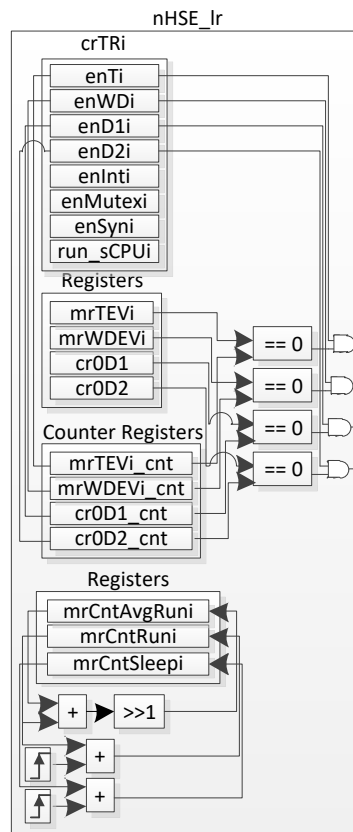 nHSE_lr
crTRi
enTi
enWDi
enD1i
enD2i
enInti
enMutexi
enSyni
run_sCPUi
Registers
mrTEVi
mrWDEVi
cr0D1
cr0D2
== 0
== 0
== 0
== 0
Counter Registers
mrTEVi_cnt
mrWDEVi_cnt
cr0D1_cnt
cr0D2_cnt
Registers
mrCntAvgRuni
mrCntRuni
mrCntSleepi
+
>>1
+
+